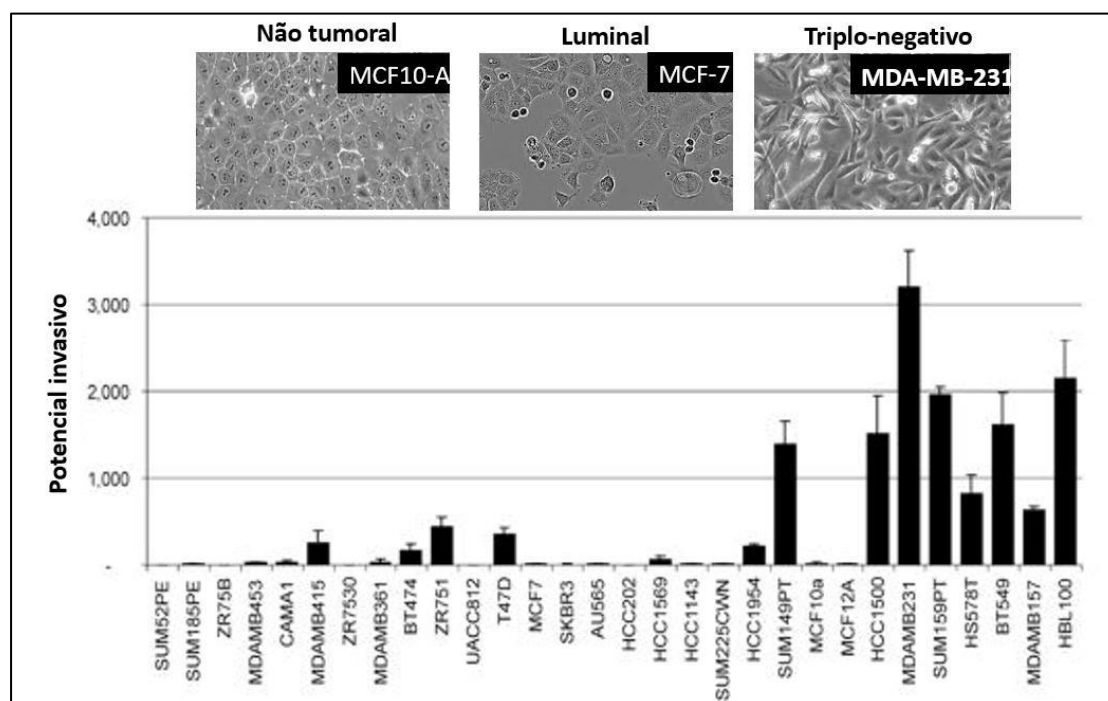 Não tumoral
Luminal
Triplo-negativo
MCF10-A
MCF-7
MDA-MB-231
Potencial invasivo
4,000
3,000
2,000
1,000
-
SUM52PE
SUM185PE
ZR75B
MDAMB453
CAMA1
MDAMB415
ZR7530
MDAMB361
BT474
ZR751
UACC812
T47D
MCF7
SKBR3
AU565
HCC202
HCC1569
HCC1143
SUM225CWN
HCC1954
SUM149PT
MCF10a
MCF12A
HCC1500
MDAMB231
SUM159PT
HS578T
BT549
MDAMB157
HBL100